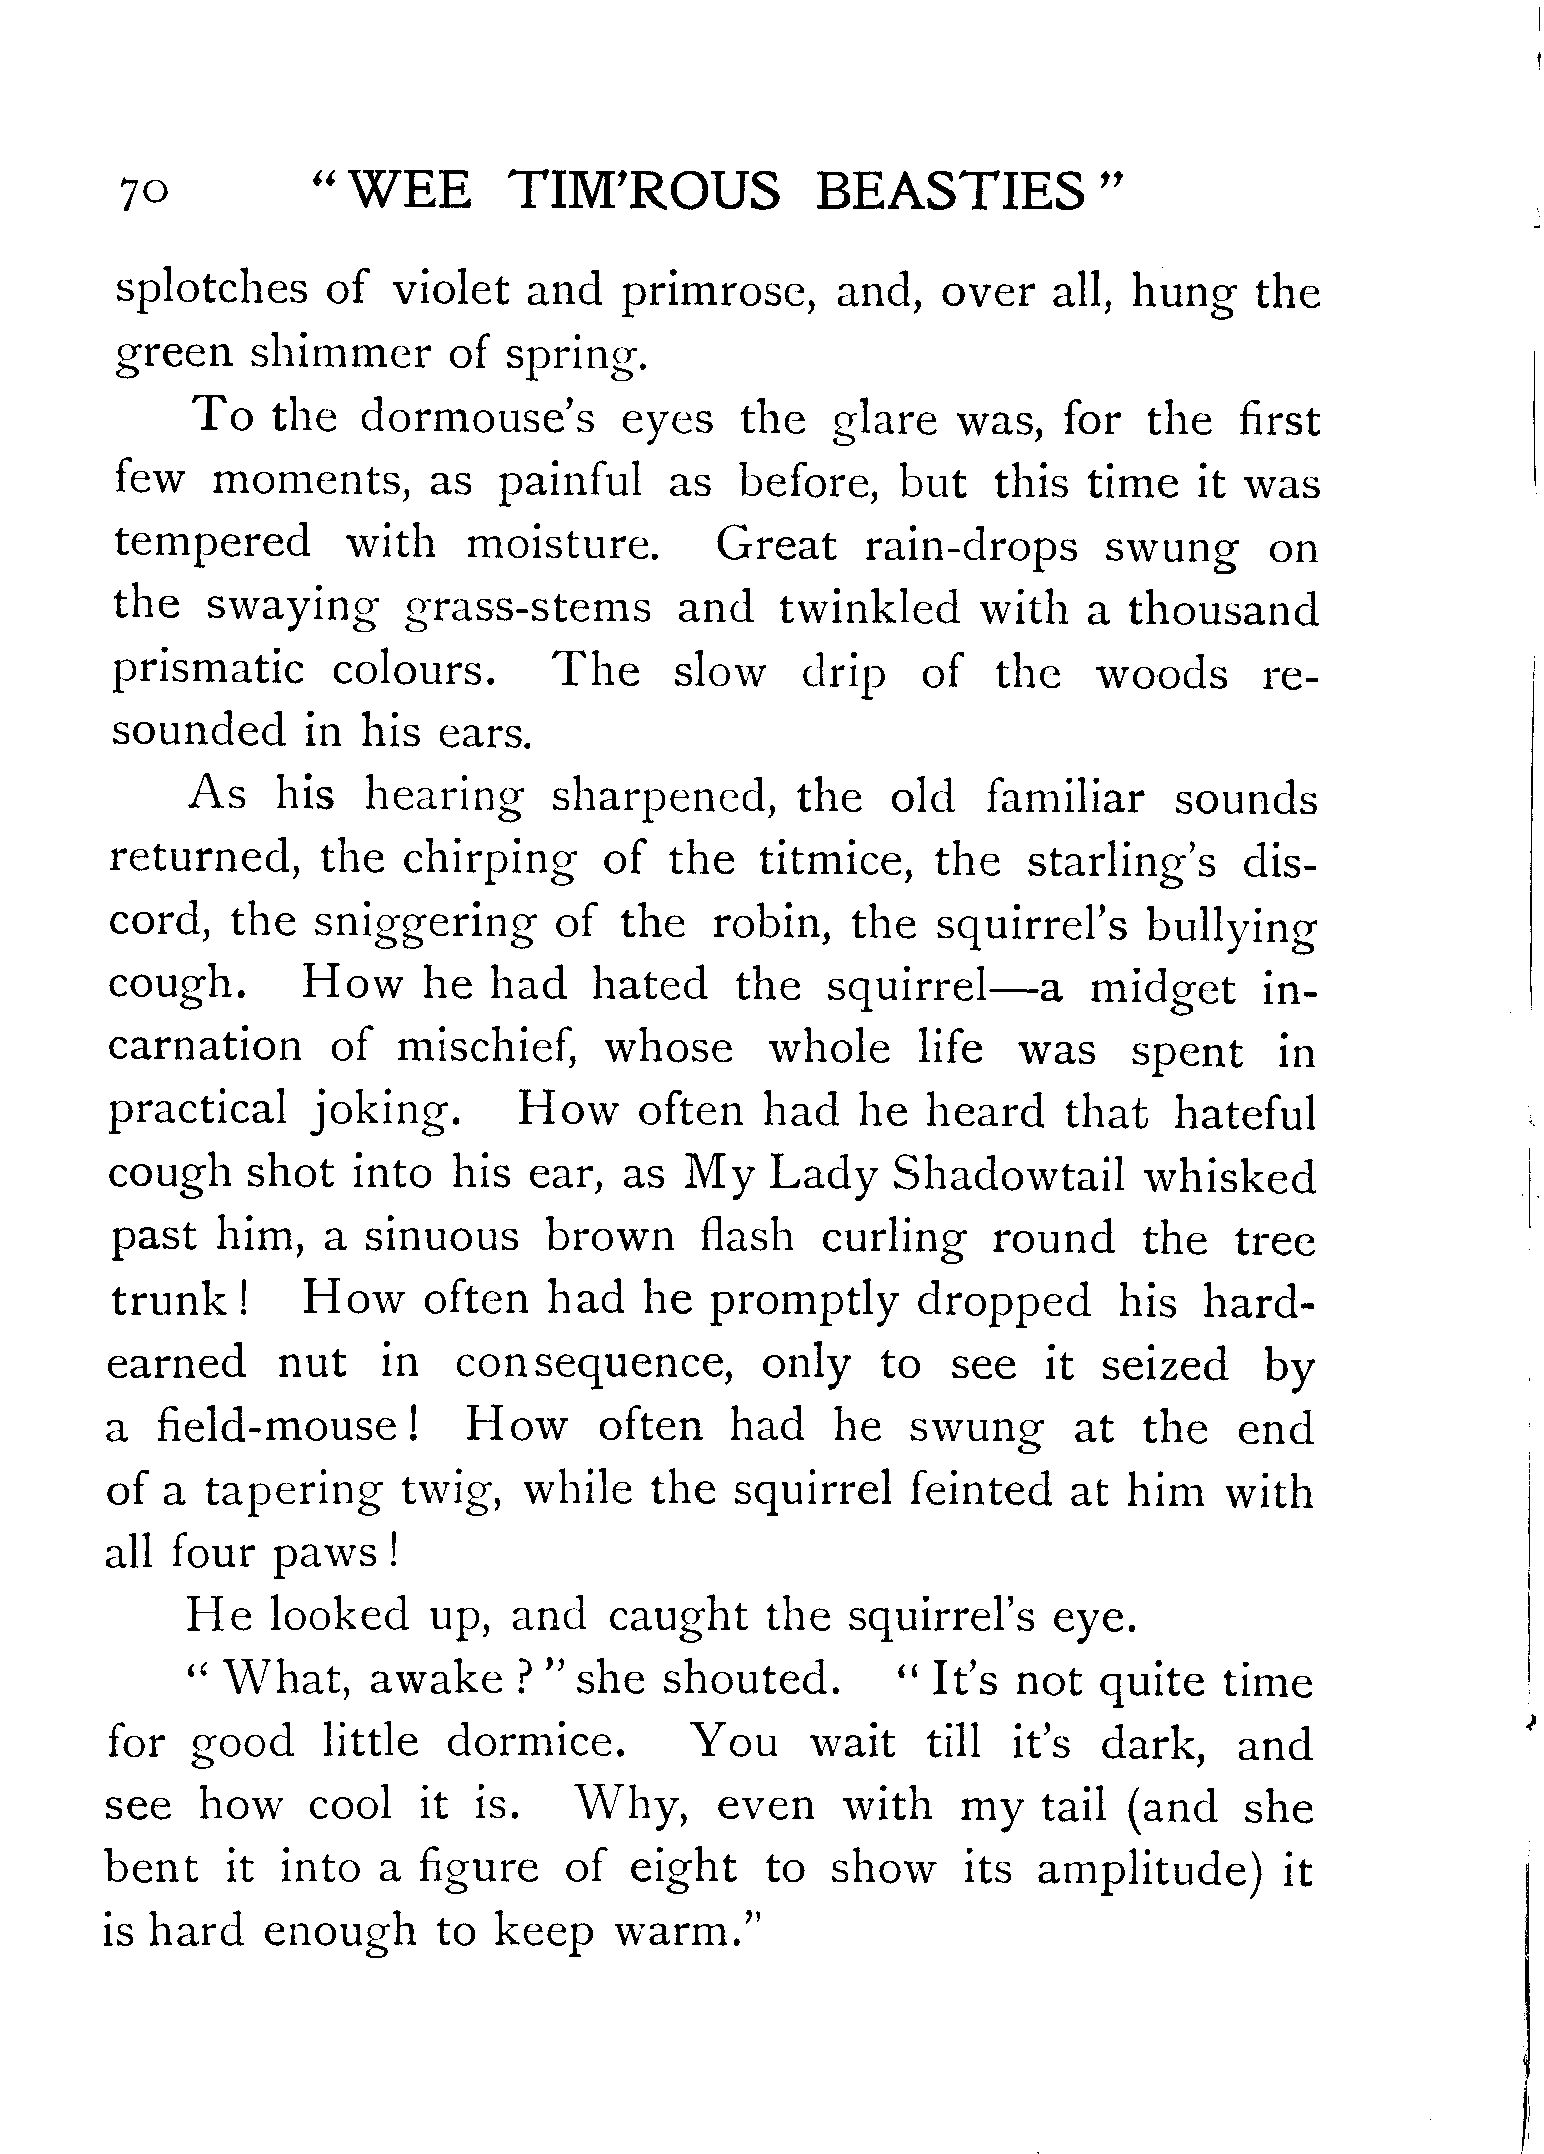 70 "WEE TIM'ROUS BEASTIES"
splotches of violet and primrose, and, over all, hung the
green shimmer of spring.
To the dormouse's eyes the glare was, for the first
few moments, as painful as before, but this time it was
tempered with moisture. Great rain-drops swung on
the swaying grass-stems and twinkled with a thousand
prismatic colours. The slow drip of the woods re-
sounded in his ears.
As his hearing sharpened, the old familiar sounds
returned, the chirping of the titmice, the starling's dis-
cord, the sniggering of the robin, the squirrel's bullying
cough. How he had hated the squirrel—a midget in-
carnation of mischief, whose whole life was spent in
practical joking. How often had he heard that hateful
cough shot into his ear, as My Lady Shadowtail whisked
past him, a sinuous brown flash curling round the tree
trunk! How often had he promptly dropped his hard-
earned nut in consequence, only to see it seized by
a field-mouse! How often had he swung at the end
of a tapering twig, while the squirrel feinted at him with
all four paws!
He looked up, and caught the squirrel's eye.
"What, awake?" she shouted. "It's not quite time
for good little dormice. You wait till it's dark, and
see how cool it is. Why, even with my tail (and she
bent it into a figure of eight to show its amplitude) it
is hard enough to keep warm."